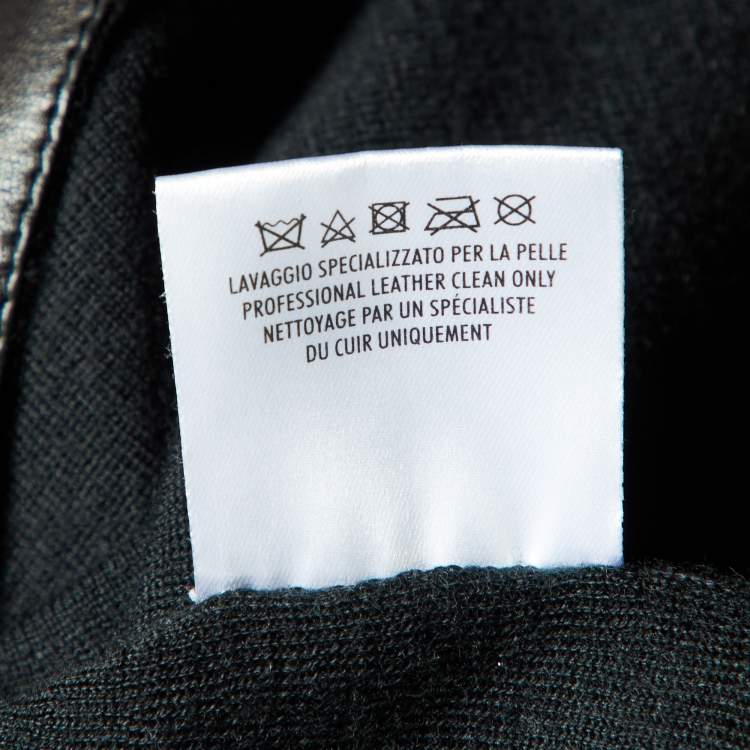 LAVAGGIO SPECIALIZZATO PER LA PELLE
PROFESSIONAL LEATHER CLEAN ONLY
NETTOYAGE PAR UN SPÉCIALISTE
DU CUIR UNIQUEMENT